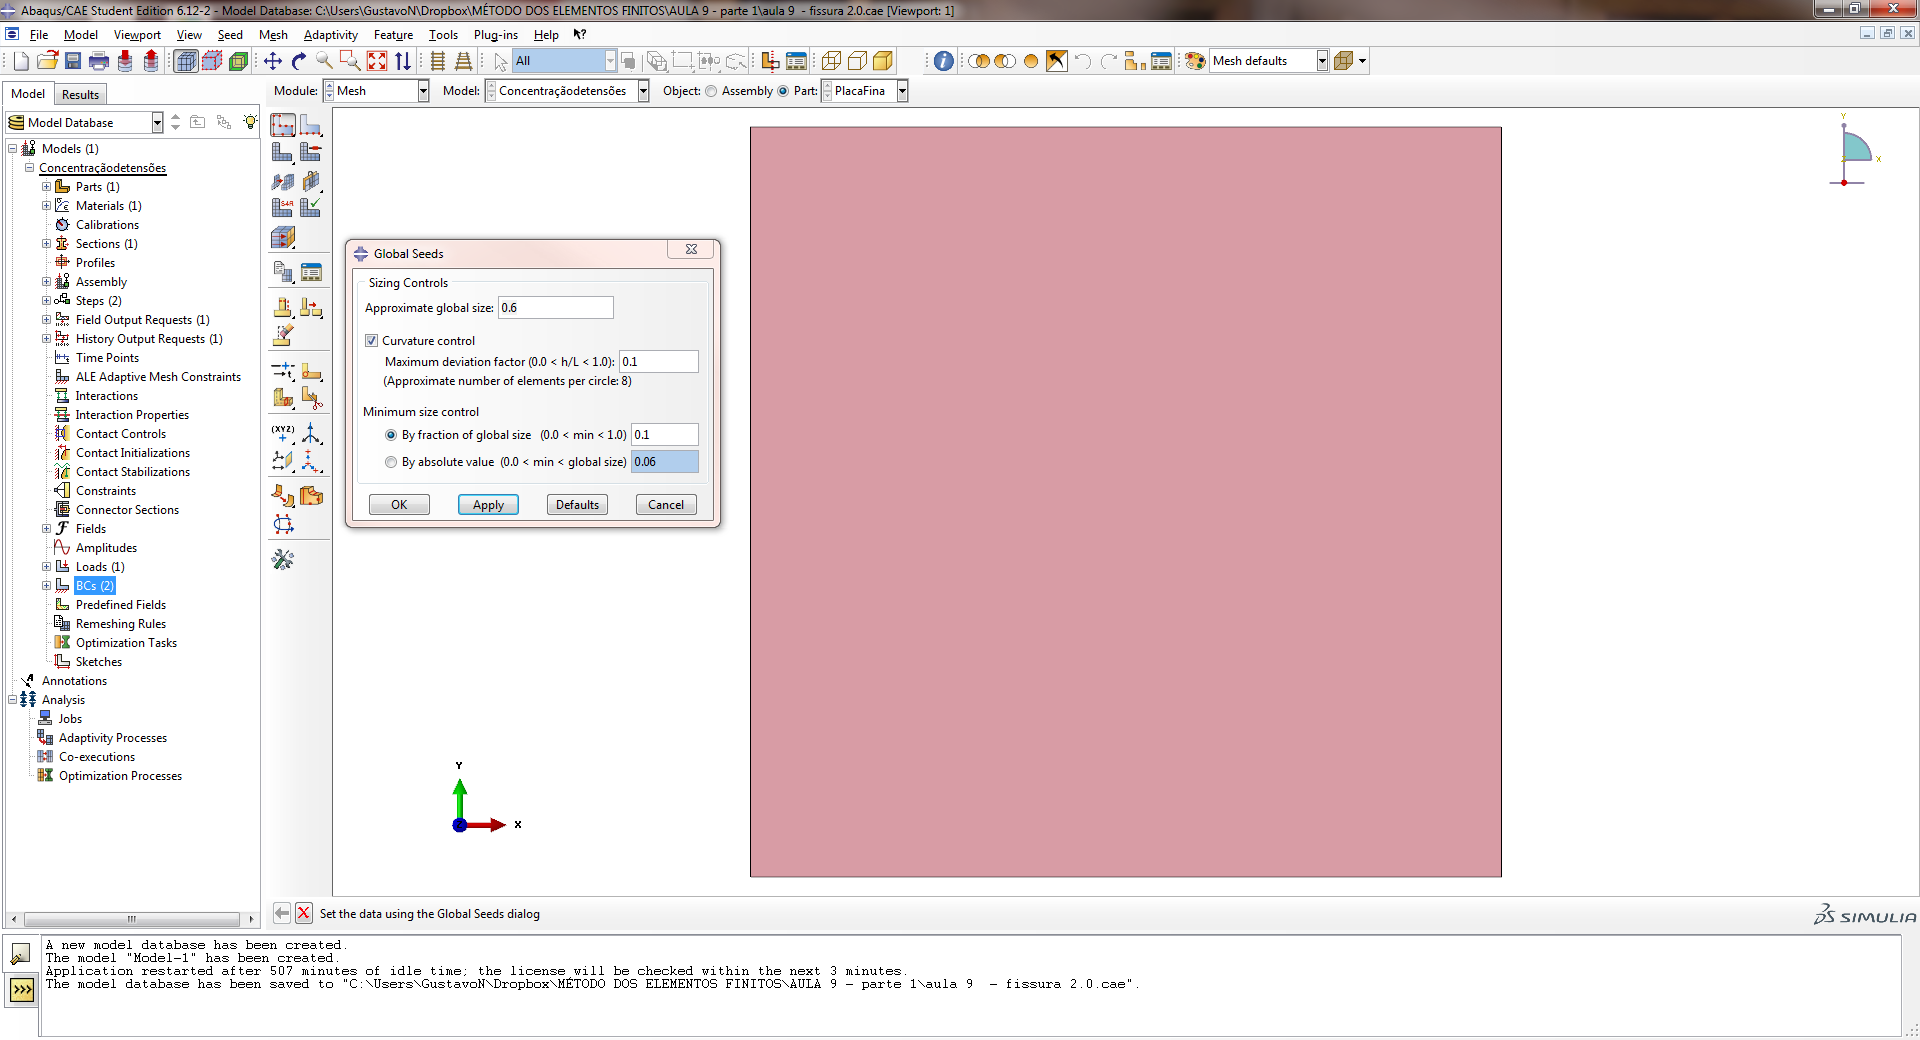 Abaqus/CAE Student Edition 6.12-2 - Model Database: C:\Users\GustavoN\Dropbox\MÉTODO DOS ELEMENTOS FINITOS\AULA 9 - parte 1\aula 9  - fissura 2.0.cae [Viewport: 1]
File Model Viewport View Seed Mesh Adaptivity Feature Tools Plug-ins Help
All
Mesh defaults
Model Results
Module: Mesh Model: Concentraçãodetensões Object: Assembly Part: PlacaFina
Model Database
Models (1)
Concentraçãodetensões
Parts (1)
Materials (1)
Calibrations
Sections (1)
Profiles
Assembly
Steps (2)
Field Output Requests (1)
History Output Requests (1)
Time Points
ALE Adaptive Mesh Constraints
Interactions
Interaction Properties
Contact Controls
Contact Initializations
Contact Stabilizations
Constraints
Connector Sections
Fields
Amplitudes
Loads (1)
BCs (2)
Predefined Fields
Remeshing Rules
Optimization Tasks
Sketches
Annotations
Analysis
Jobs
Adaptivity Processes
Co-executions
Optimization Processes
S4R
(XYZ)
Global Seeds
Sizing Controls
Approximate global size: 0.6
Curvature control
Maximum deviation factor (0.0 < h/L < 1.0): 0.1
(Approximate number of elements per circle: 8)
Minimum size control
By fraction of global size (0.0 < min < 1.0) 0.1
By absolute value (0.0 < min < global size) 0.06
OK Apply Defaults Cancel
Y
X
Y
X
Set the data using the Global Seeds dialog
SIMULIA
A new model database has been created.
The model "Model-1" has been created.
Application restarted after 507 minutes of idle time; the license will be checked within the next 3 minutes.
The model database has been saved to "C:\Users\GustavoN\Dropbox\MÉTODO DOS ELEMENTOS FINITOS\AULA 9 - parte 1\aula 9  - fissura 2.0.cae".